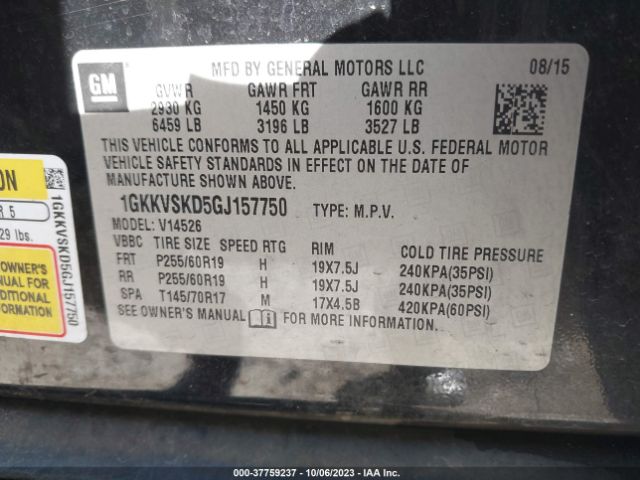 GM
MFD BY GENERAL MOTORS LLC 08/15
GVWR GAWR FRT GAWR RR
2930 KG 1450 KG 1600 KG
6459 LB 3196 LB 3527 LB
THIS VEHICLE CONFORMS TO ALL APPLICABLE U.S. FEDERAL MOTOR
VEHICLE SAFETY STANDARDS IN EFFECT ON THE DATE OF
MANUFACTURE SHOWN ABOVE.
1GKKVSKD5GJ157750 TYPE: M.P.V.
MODEL: V14526
VBBC TIRE SIZE SPEED RTG RIM COLD TIRE PRESSURE
FRT P255/60R19 H 19X7.5J 240KPA(35PSI)
RR P255/60R19 H 19X7.5J 240KPA(35PSI)
SPA T145/70R17 M 17X4.5B 420KPA(60PSI)
SEE OWNER'S MANUAL FOR MORE INFORMATION.
ON
R 5
29 lbs.
OWNER'S
MANUAL FOR
ADDITIONAL
INFORMATION
1GKKVSKD5GJ157750
000-37759237 - 10/06/2023 - IAA Inc.